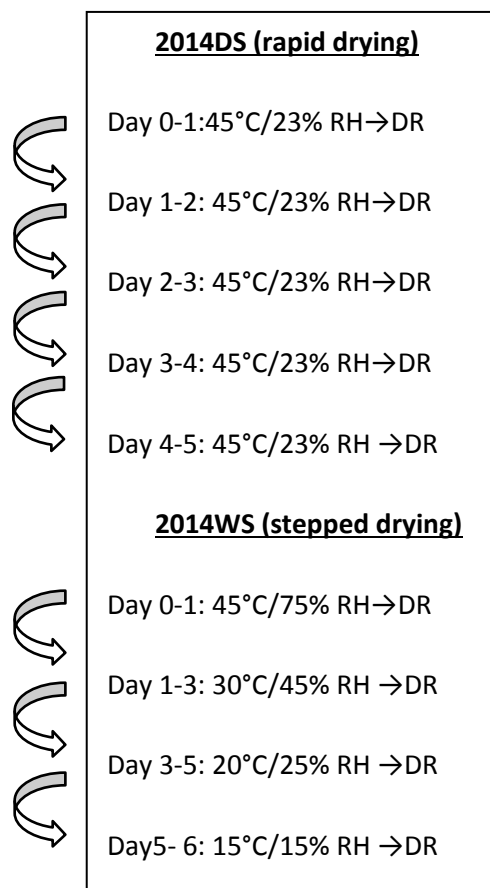 2014DS (rapid drying)
Day 0-1:45°C/23% RH→DR
Day 1-2: 45°C/23% RH→DR
Day 2-3: 45°C/23% RH→DR
Day 3-4: 45°C/23% RH→DR
Day 4-5: 45°C/23% RH →DR
2014WS (stepped drying)
Day 0-1: 45°C/75% RH→DR
Day 1-3: 30°C/45% RH →DR
Day 3-5: 20°C/25% RH →DR
Day5- 6: 15°C/15% RH →DR